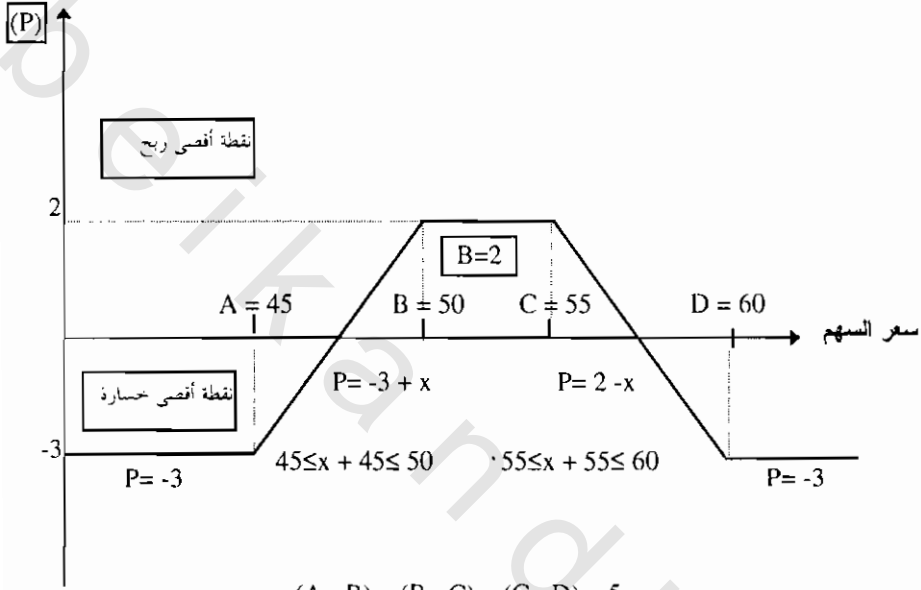 (P)
نقطة أقصى ربح
2
B=2
A = 45
B = 50
C = 55
D = 60
سعر السهم
P= -3 + x
P= 2 -x
نقطة أقصى خسارة
-3
P= -3
45≤x + 45≤ 50
55≤x + 55≤ 60
P= -3
beikand